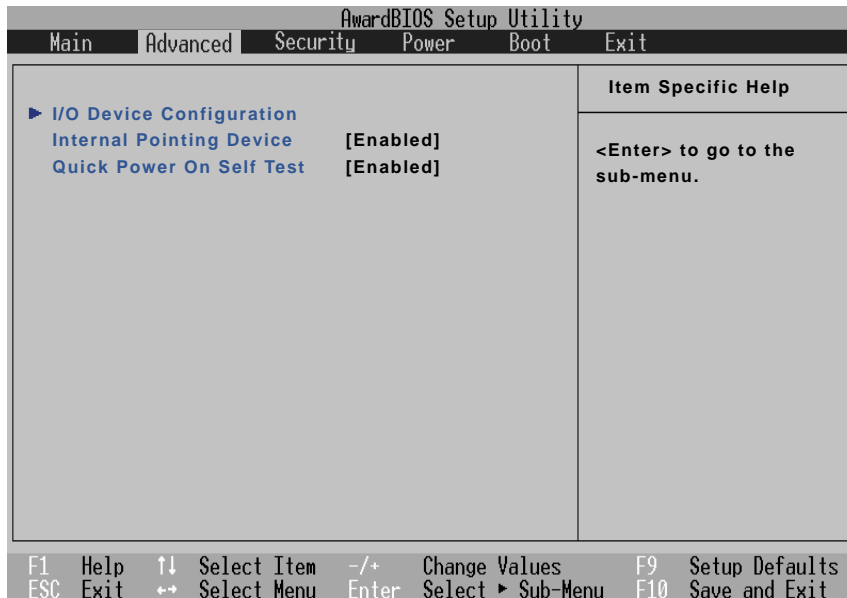 AwardBIOS Setup Utility
Main Advanced Security Power Boot Exit
I/O Device Configuration
Internal Pointing Device [Enabled]
Quick Power On Self Test [Enabled]
Item Specific Help
<Enter> to go to the
sub-menu.
F1 Help ↑↓ Select Item -/+ Change Values F9 Setup Defaults
ESC Exit ←→ Select Menu Enter Select ► Sub-Menu F10 Save and Exit